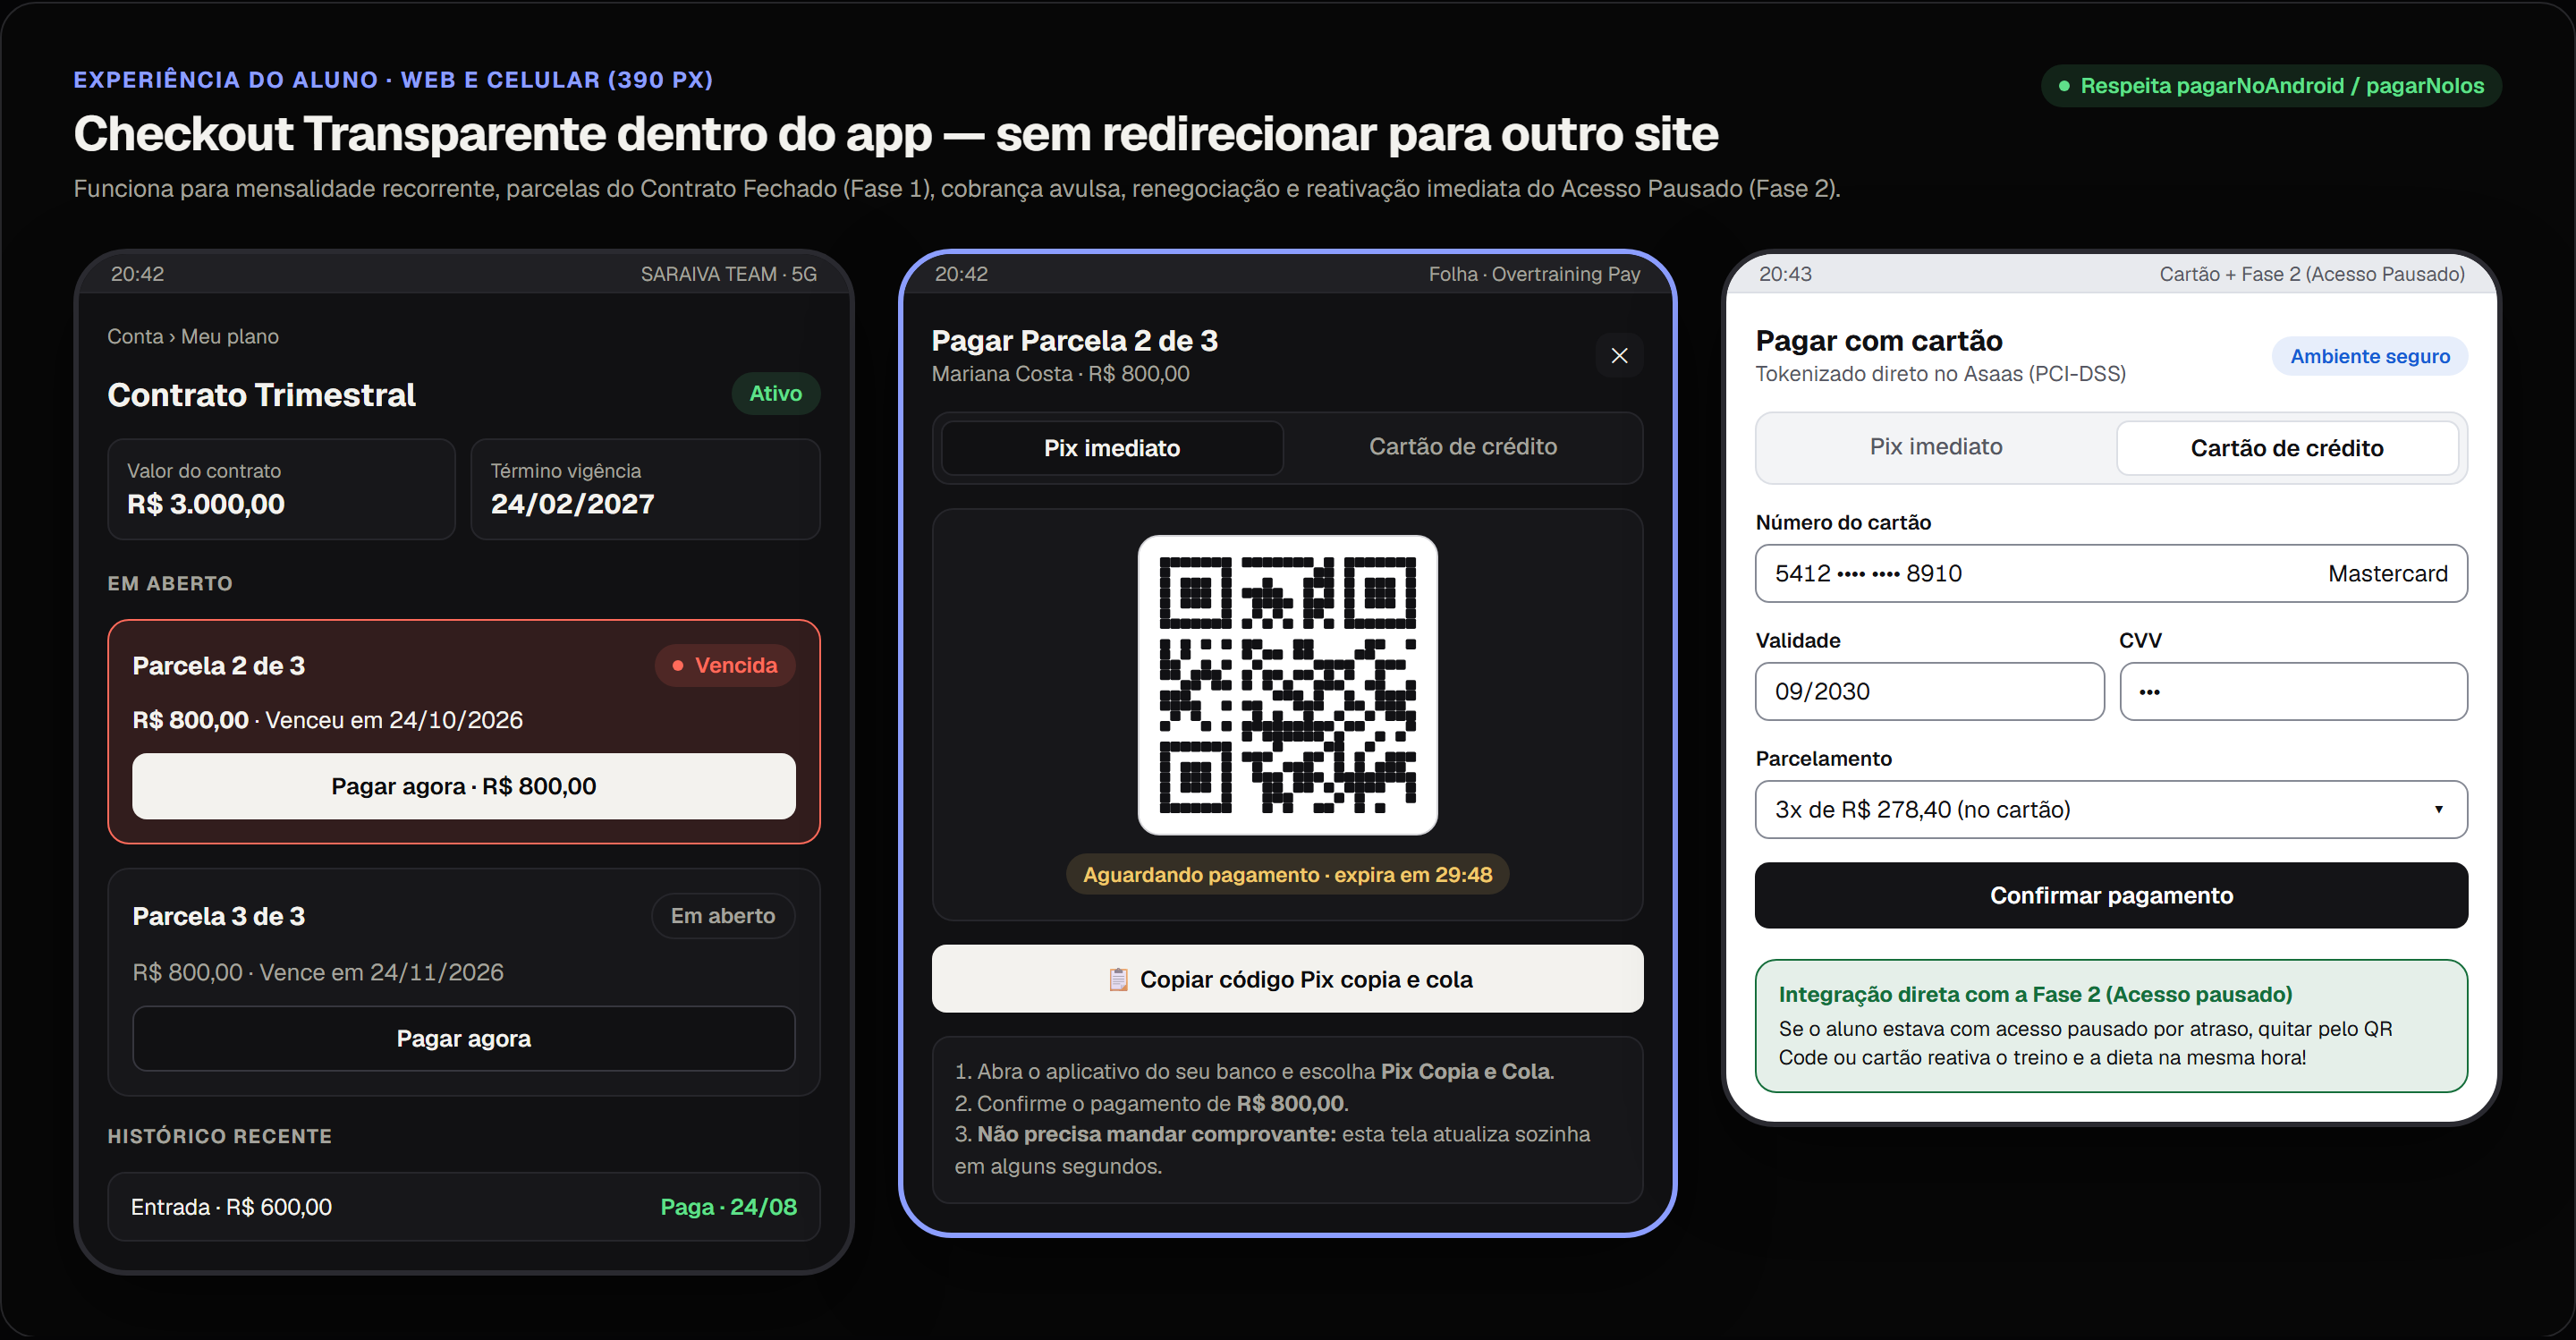 EXPERIÊNCIA DO ALUNO · WEB E CELULAR (390 PX)
Respeita pagarNoAndroid / pagarNoIos
Checkout Transparente dentro do app — sem redirecionar para outro site
Funciona para mensalidade recorrente, parcelas do Contrato Fechado (Fase 1), cobrança avulsa, renegociação e reativação imediata do Acesso Pausado (Fase 2).
20:42
SARAIVA TEAM · 5G
Conta › Meu plano
Contrato Trimestral
Ativo
Valor do contrato
R$ 3.000,00
Término vigência
24/02/2027
EM ABERTO
Parcela 2 de 3
Vencida
R$ 800,00 · Venceu em 24/10/2026
Pagar agora · R$ 800,00
Parcela 3 de 3
Em aberto
R$ 800,00 · Vence em 24/11/2026
Pagar agora
HISTÓRICO RECENTE
Entrada · R$ 600,00
Paga · 24/08
20:42
Folha · Overtraining Pay
Pagar Parcela 2 de 3
Mariana Costa · R$ 800,00
Pix imediato
Cartão de crédito
Aguardando pagamento · expira em 29:48
Copiar código Pix copia e cola
1. Abra o aplicativo do seu banco e escolha Pix Copia e Cola.
2. Confirme o pagamento de R$ 800,00.
3. Não precisa mandar comprovante: esta tela atualiza sozinha
em alguns segundos.
20:43
Cartão + Fase 2 (Acesso Pausado)
Pagar com cartão
Tokenizado direto no Asaas (PCI-DSS)
Ambiente seguro
Pix imediato
Cartão de crédito
Número do cartão
5412 •••• •••• 8910
Mastercard
Validade
CVV
09/2030
•••
Parcelamento
3x de R$ 278,40 (no cartão)
Confirmar pagamento
Integração direta com a Fase 2 (Acesso pausado)
Se o aluno estava com acesso pausado por atraso, quitar pelo QR
Code ou cartão reativa o treino e a dieta na mesma hora!